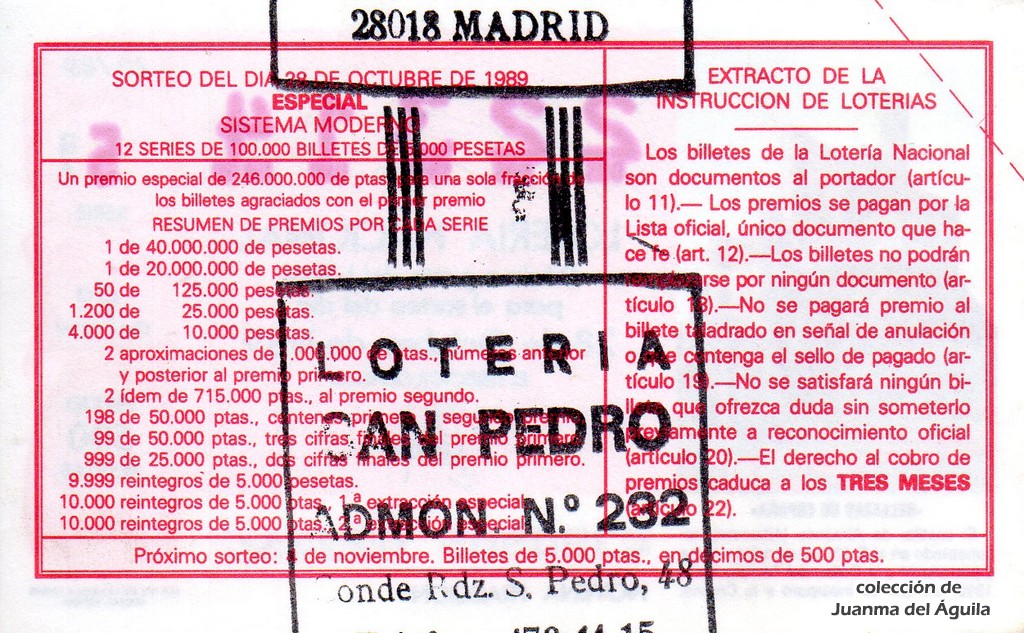 28018 MADRID
SORTEO DEL DIA 28 DE OCTUBRE DE 1989
ESPECIAL
SISTEMA MODERNO
12 SERIES DE 100.000 BILLETES DE 5.000 PESETAS
Un premio especial de 246.000.000 de ptas. para una sola fracción de
los billetes agraciados con el primer premio
RESUMEN DE PREMIOS POR CADA SERIE
1 de 40.000.000 de pesetas.
1 de 20.000.000 de pesetas.
50 de 125.000 pesetas.
1.200 de 25.000 pesetas.
4.000 de 10.000 pesetas.
2 aproximaciones de 1.000.000 de ptas., números anterior
y posterior al premio primero.
2 ídem de 715.000 ptas., al premio segundo.
198 de 50.000 ptas., centenas primero y segundo premio.
99 de 50.000 ptas., tres cifras finales del premio primero.
999 de 25.000 ptas., dos cifras finales del premio primero.
9.999 reintegros de 5.000 pesetas.
10.000 reintegros de 5.000 ptas., 1.ª extracción especial.
10.000 reintegros de 5.000 ptas., 2.ª extracción especial.
EXTRACTO DE LA
INSTRUCCION DE LOTERIAS
Los billetes de la Lotería Nacional
son documentos al portador (artícu-
lo 11).— Los premios se pagan por la
Lista oficial, único documento que ha-
ce fe (art. 12).—Los billetes no podrán
reemplazarse por ningún documento (ar-
tículo 18).—No se pagará premio al
billete taladrado en señal de anulación
o que contenga el sello de pagado (ar-
tículo 19).—No se satisfará ningún bi-
llete que ofrezca duda sin someterlo
previamente a reconocimiento oficial
(artículo 20).—El derecho al cobro de
premios caduca a los TRES MESES
(artículo 22).
Próximo sorteo: 4 de noviembre. Billetes de 5.000 ptas., en décimos de 500 ptas.
LOTERIA
SAN PEDRO
ADMON N.º 282
Conde Rdz. S. Pedro, 48
colección de
Juanma del Águila